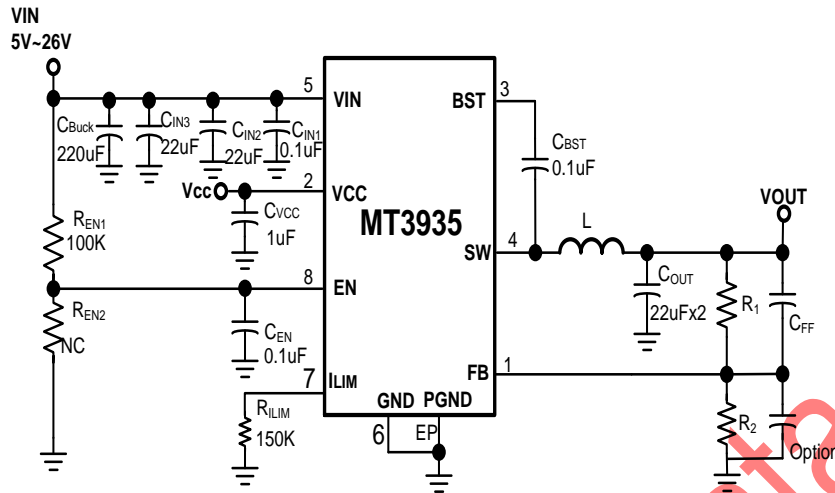 VIN
5V~26V
5
VIN
BST
3
CBuck
220uF
CIN3
22uF
CIN2
22uF
CIN1
0.1uF
CBST
0.1uF
Vcc
2
VCC
CVCC
1uF
MT3935
VOUT
REN1
100K
SW
4
L
COUT
22uFx2
R1
CFF
8
EN
REN2
NC
CEN
0.1uF
7
ILIM
FB
1
RILIM
150K
GND
PGND
6
EP
R2
Option